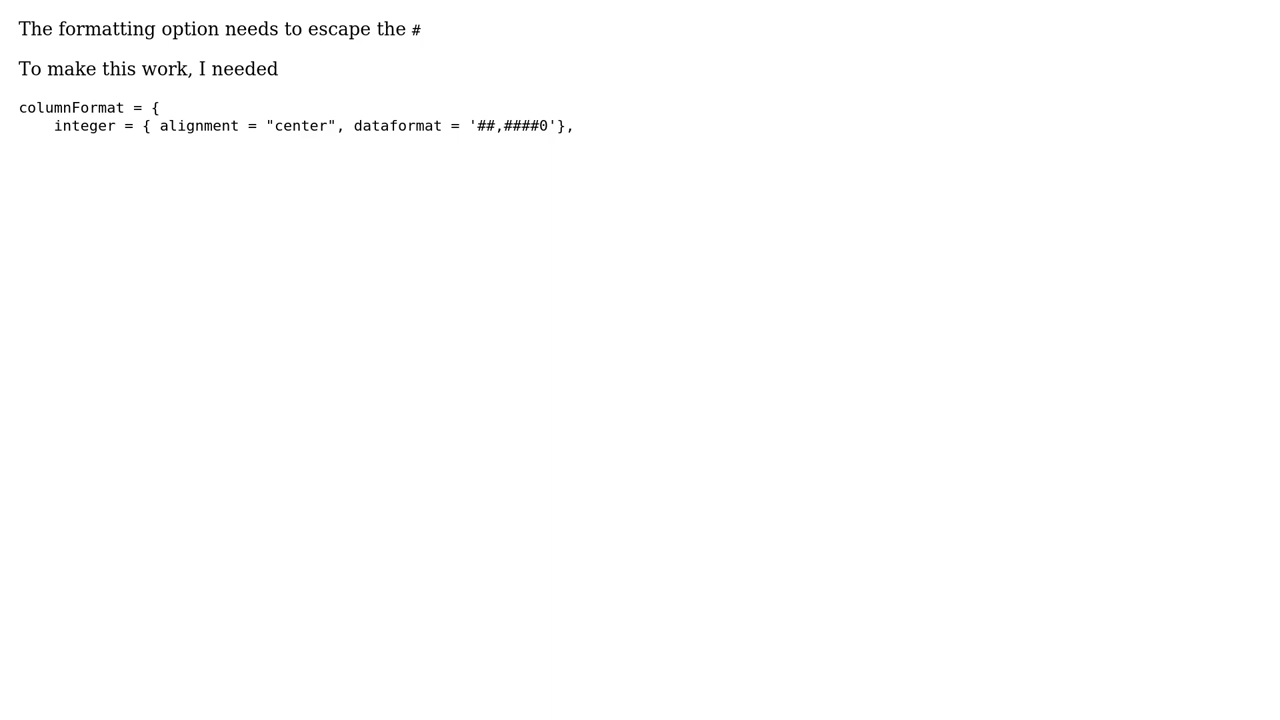 The formatting option needs to escape the #
To make this work, I needed
columnFormat = {
    integer = { alignment = "center", dataformat = '##,####0'},